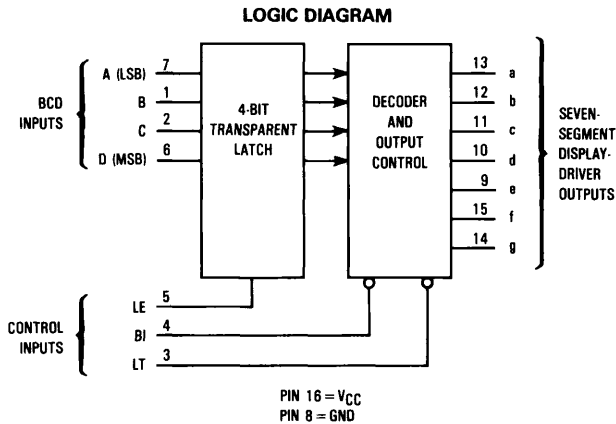 LOGIC DIAGRAM
BCD
INPUTS
A (LSB) 7
B 1
C 2
D (MSB) 6
4-BIT
TRANSPARENT
LATCH
DECODER
AND
OUTPUT
CONTROL
13 a
12 b
11 c
10 d
9 e
15 f
14 g
SEVEN-
SEGMENT
DISPLAY-
DRIVER
OUTPUTS
CONTROL
INPUTS
LE 5
BI 4
LT 3
PIN 16 = VCC
PIN 8 = GND